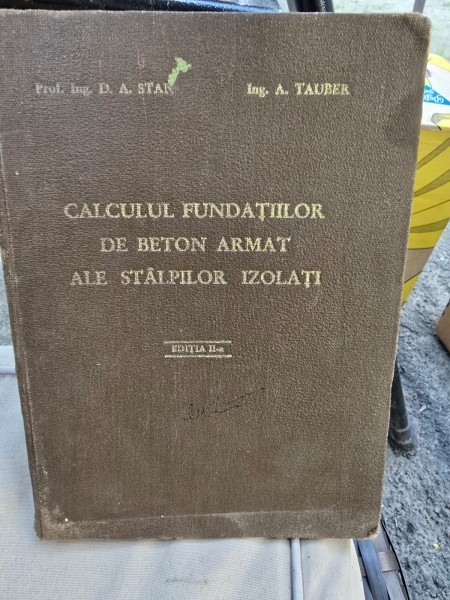 Prof. Ing. D. A. STAN
Ing. A. TAUBER
CALCULUL FUNDAȚIILOR
DE BETON ARMAT
ALE STÂLPILOR IZOLAȚI
EDIȚIA II-a